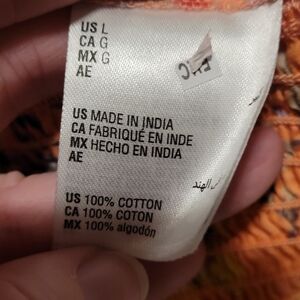 US L
CA G
MX G
AE
US MADE IN INDIA
CA FABRIQUÉ EN INDE
MX HECHO EN INDIA
AE
الهند
US 100% COTTON
CA 100% COTON
MX 100% algodón